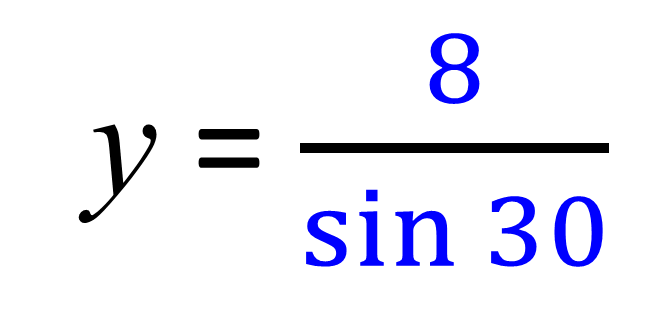 y = 8 / sin 30